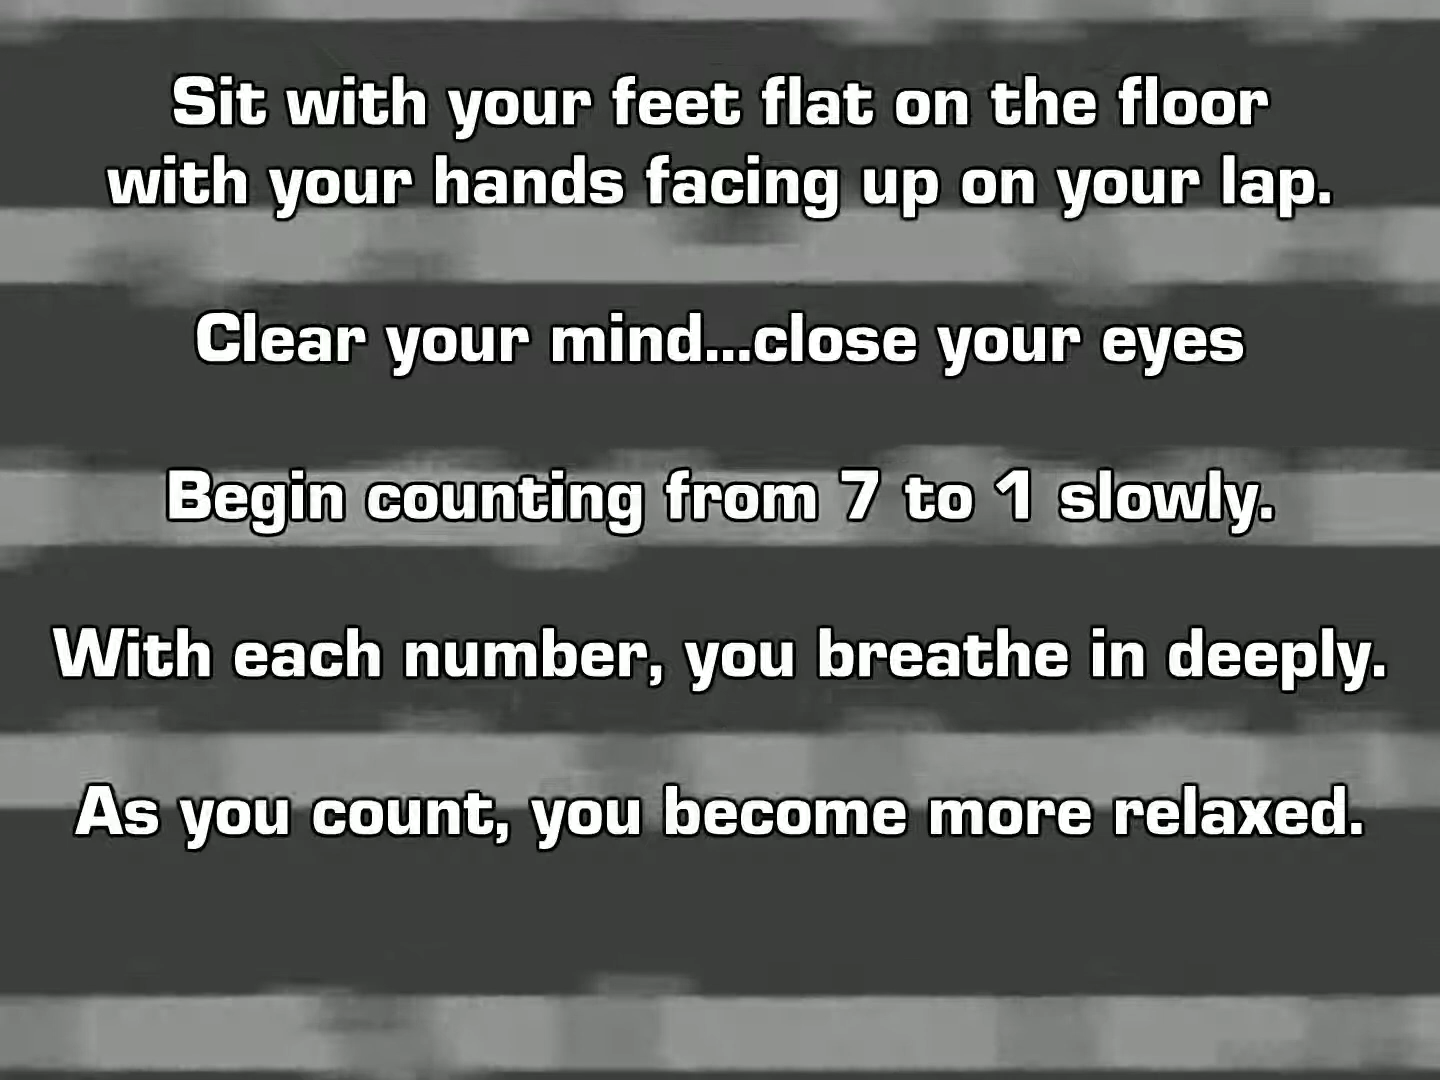 Sit with your feet flat on the floor
with your hands facing up on your lap.
Clear your mind...close your eyes
Begin counting from 7 to 1 slowly.
With each number, you breathe in deeply.
As you count, you become more relaxed.